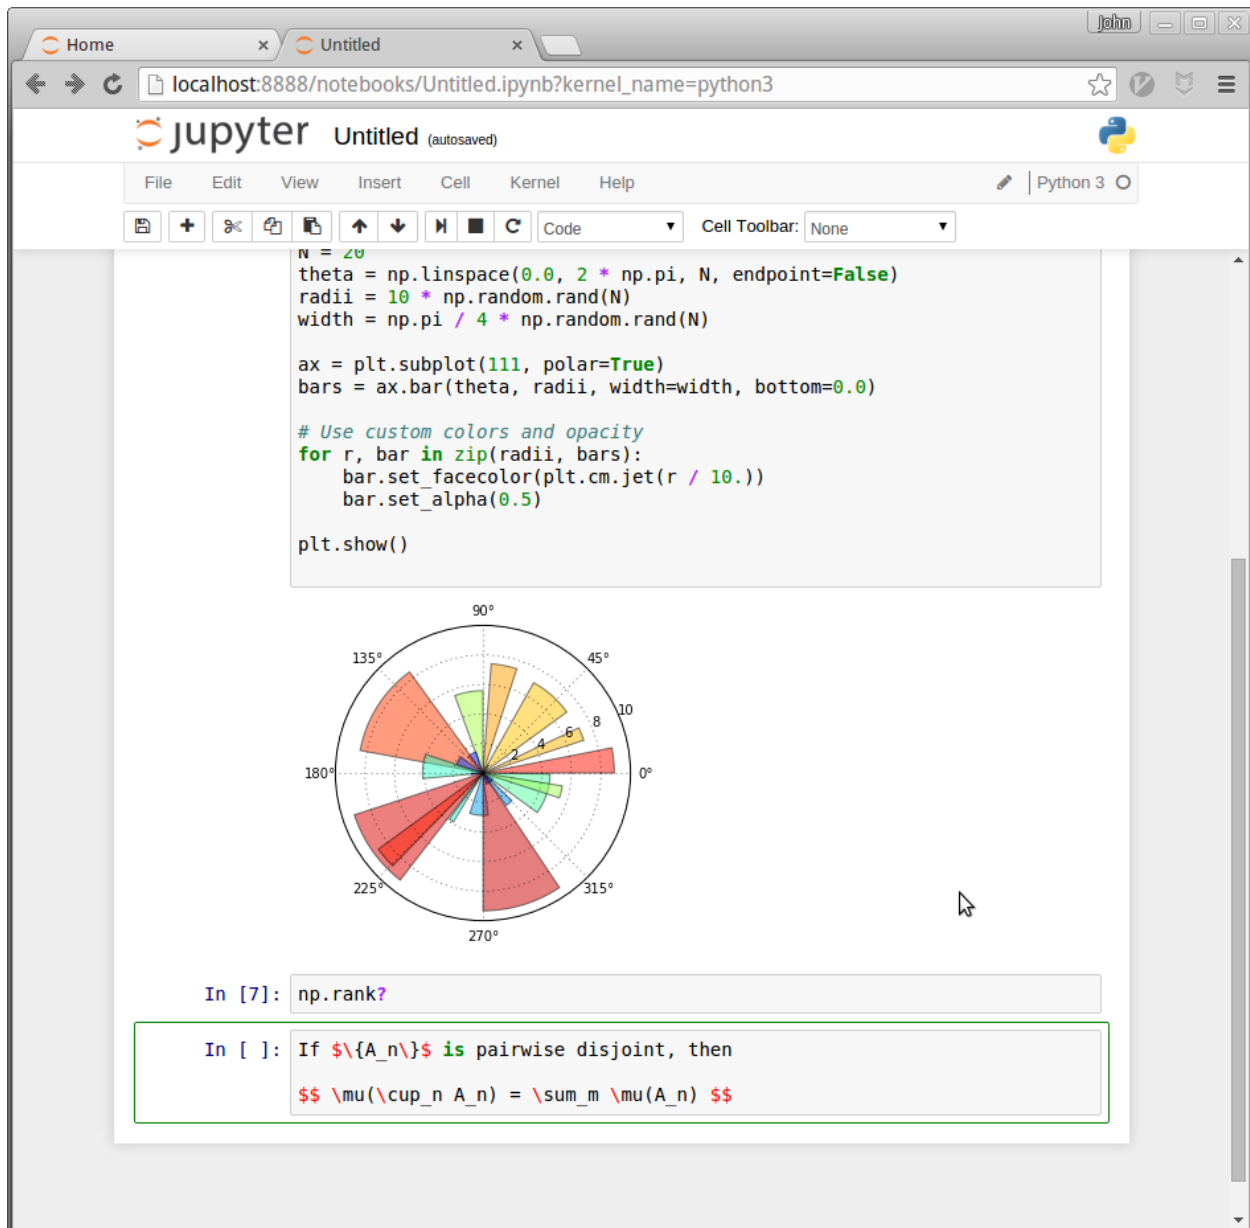 John
Home × Untitled ×
localhost:8888/notebooks/Untitled.ipynb?kernel_name=python3
jupyter Untitled (autosaved)
File Edit View Insert Cell Kernel Help Python 3
Code Cell Toolbar: None
N = 20
theta = np.linspace(0.0, 2 * np.pi, N, endpoint=False)
radii = 10 * np.random.rand(N)
width = np.pi / 4 * np.random.rand(N)
ax = plt.subplot(111, polar=True)
bars = ax.bar(theta, radii, width=width, bottom=0.0)
# Use custom colors and opacity
for r, bar in zip(radii, bars):
    bar.set_facecolor(plt.cm.jet(r / 10.))
    bar.set_alpha(0.5)
plt.show()
90°
135° 45°
10
8
6
4
2
180° 0°
225° 315°
270°
In [7]: np.rank?
In [ ]: If $\{A_n\}$ is pairwise disjoint, then
$$ \mu(\cup_n A_n) = \sum_m \mu(A_n) $$